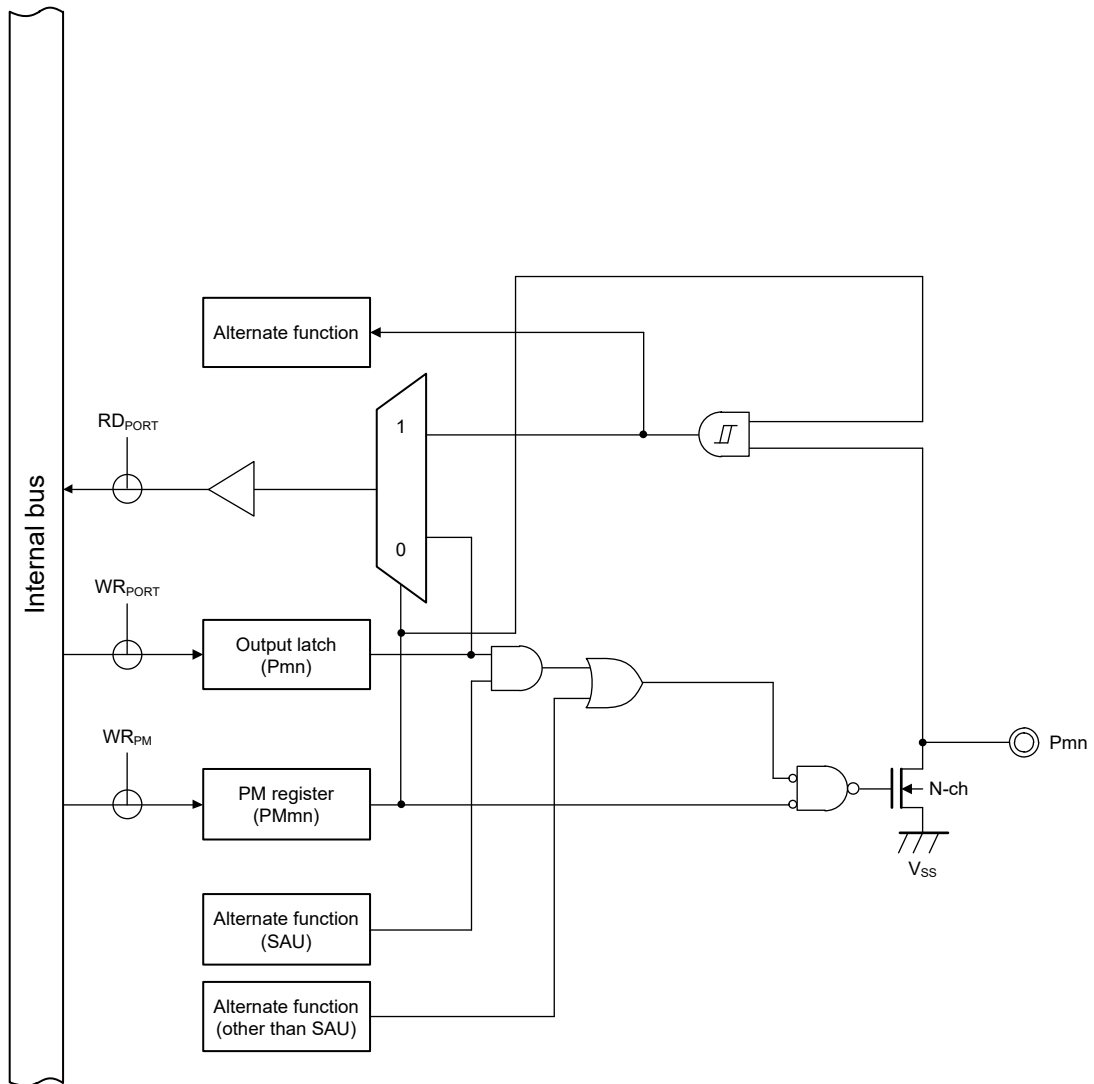 Internal bus
Alternate function
RDPORT
1
0
WRPORT
Output latch
(Pmn)
WRPM
PM register
(PMmn)
Pmn
N-ch
VSS
Alternate function
(SAU)
Alternate function
(other than SAU)